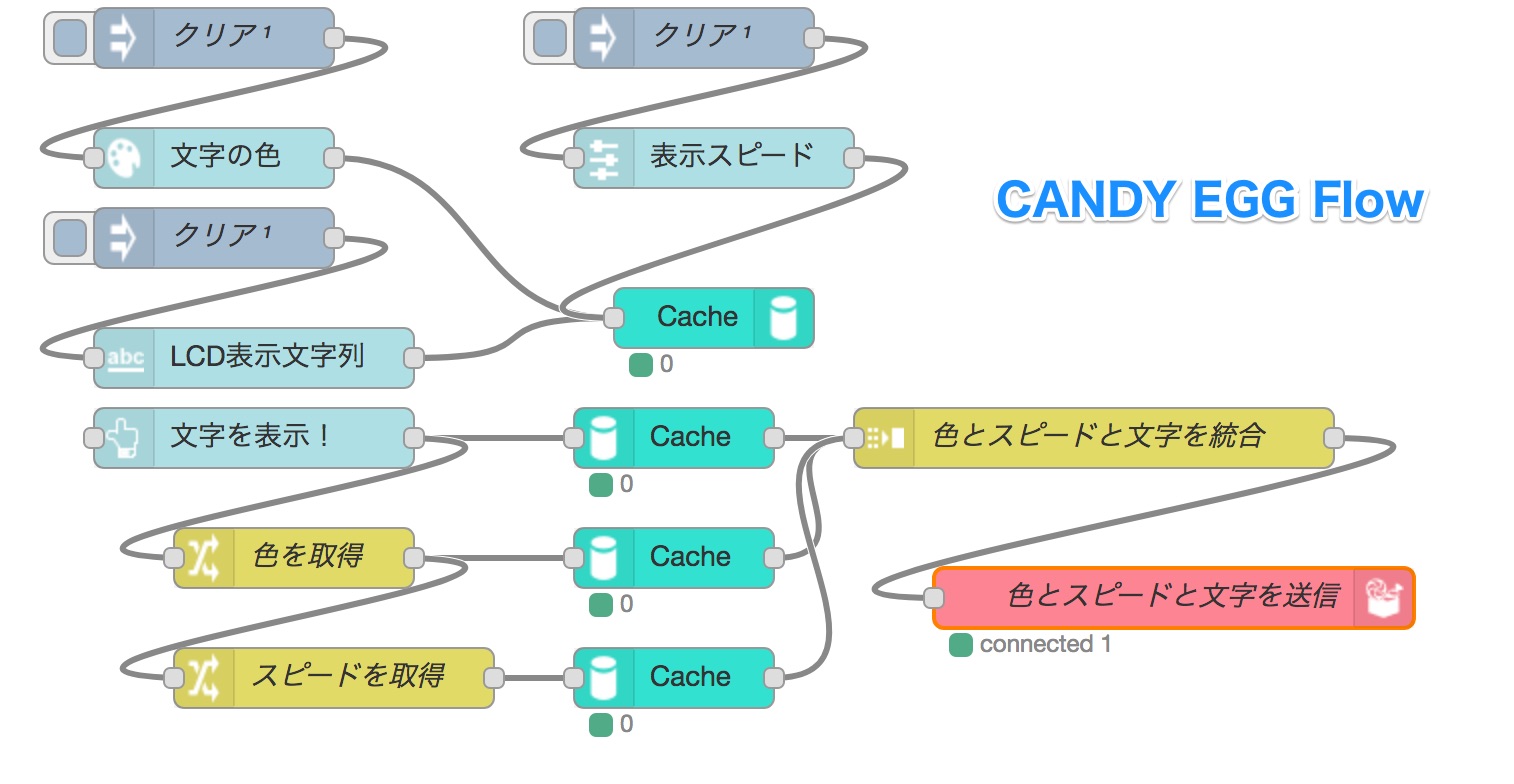 クリア ¹
クリア ¹
文字の色
表示スピード
CANDY EGG Flow
クリア ¹
Cache
0
abc
LCD表示文字列
文字を表示！
Cache
0
色とスピードと文字を統合
色を取得
Cache
0
色とスピードと文字を送信
connected 1
スピードを取得
Cache
0